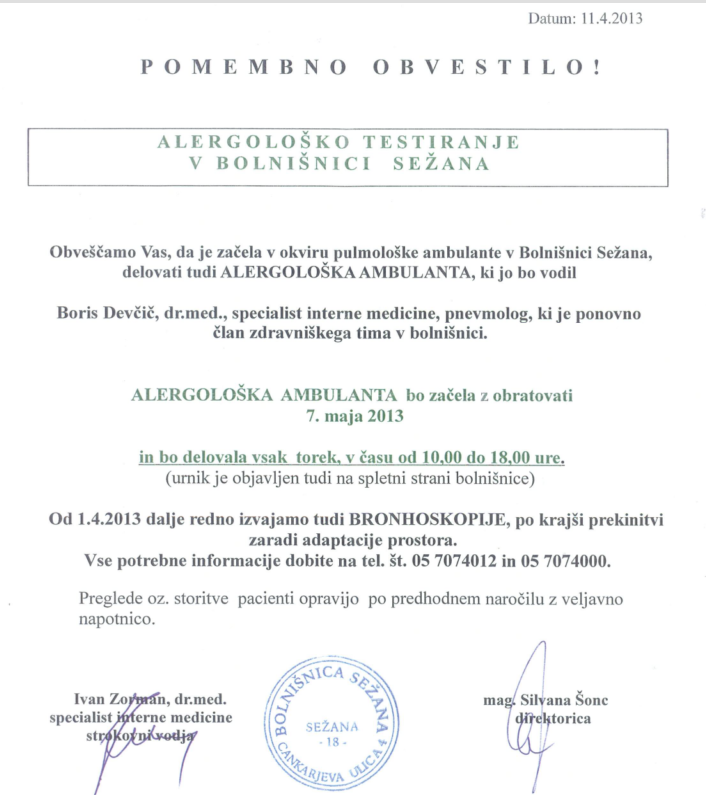 Datum: 11.4.2013
POMEMBNO OBVESTILO!
ALERGOLOŠKO TESTIRANJE
V BOLNIŠNICI SEŽANA
Obveščamo Vas, da je začela v okviru pulmološke ambulante v Bolnišnici Sežana,
delovati tudi ALERGOLOŠKA AMBULANTA, ki jo bo vodil
Boris Devčič, dr.med., specialist interne medicine, pnevmolog, ki je ponovno
član zdravniškega tima v bolnišnici.
ALERGOLOŠKA AMBULANTA bo začela z obratovati
7. maja 2013
in bo delovala vsak torek, v času od 10,00 do 18,00 ure.
(urnik je objavljen tudi na spletni strani bolnišnice)
Od 1.4.2013 dalje redno izvajamo tudi BRONHOSKOPIJE, po krajši prekinitvi
zaradi adaptacije prostora.
Vse potrebne informacije dobite na tel. št. 05 7074012 in 05 7074000.
Preglede oz. storitve pacienti opravijo po predhodnem naročilu z veljavno
napotnico.
Ivan Zorman, dr.med.
specialist interne medicine
strokovni vodja
BOLNIŠNICA SEŽANA
SEŽANA
- 18 -
CANKARJEVA ULICA 4
mag. Silvana Šonc
direktorica